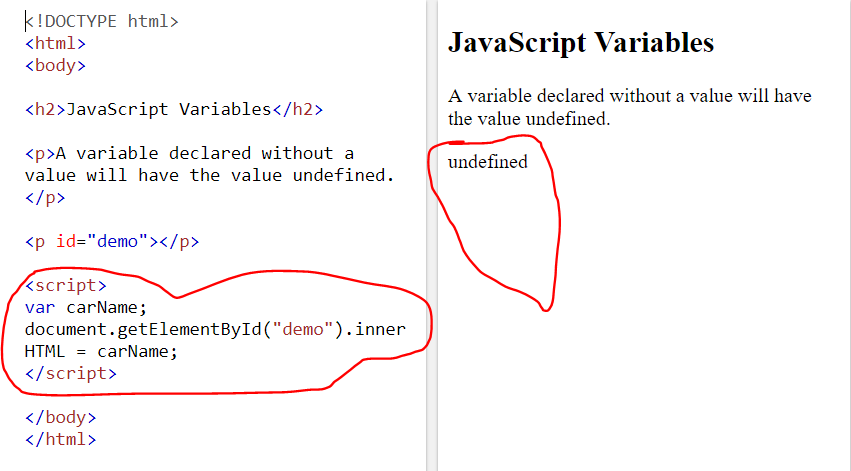 <!DOCTYPE html>
<html>
<body>
<h2>JavaScript Variables</h2>
<p>A variable declared without a
value will have the value undefined.
</p>
<p id="demo"></p>
<script>
var carName;
document.getElementById("demo").inner
HTML = carName;
</script>
</body>
</html>
JavaScript Variables
A variable declared without a value will have
the value undefined.
undefined